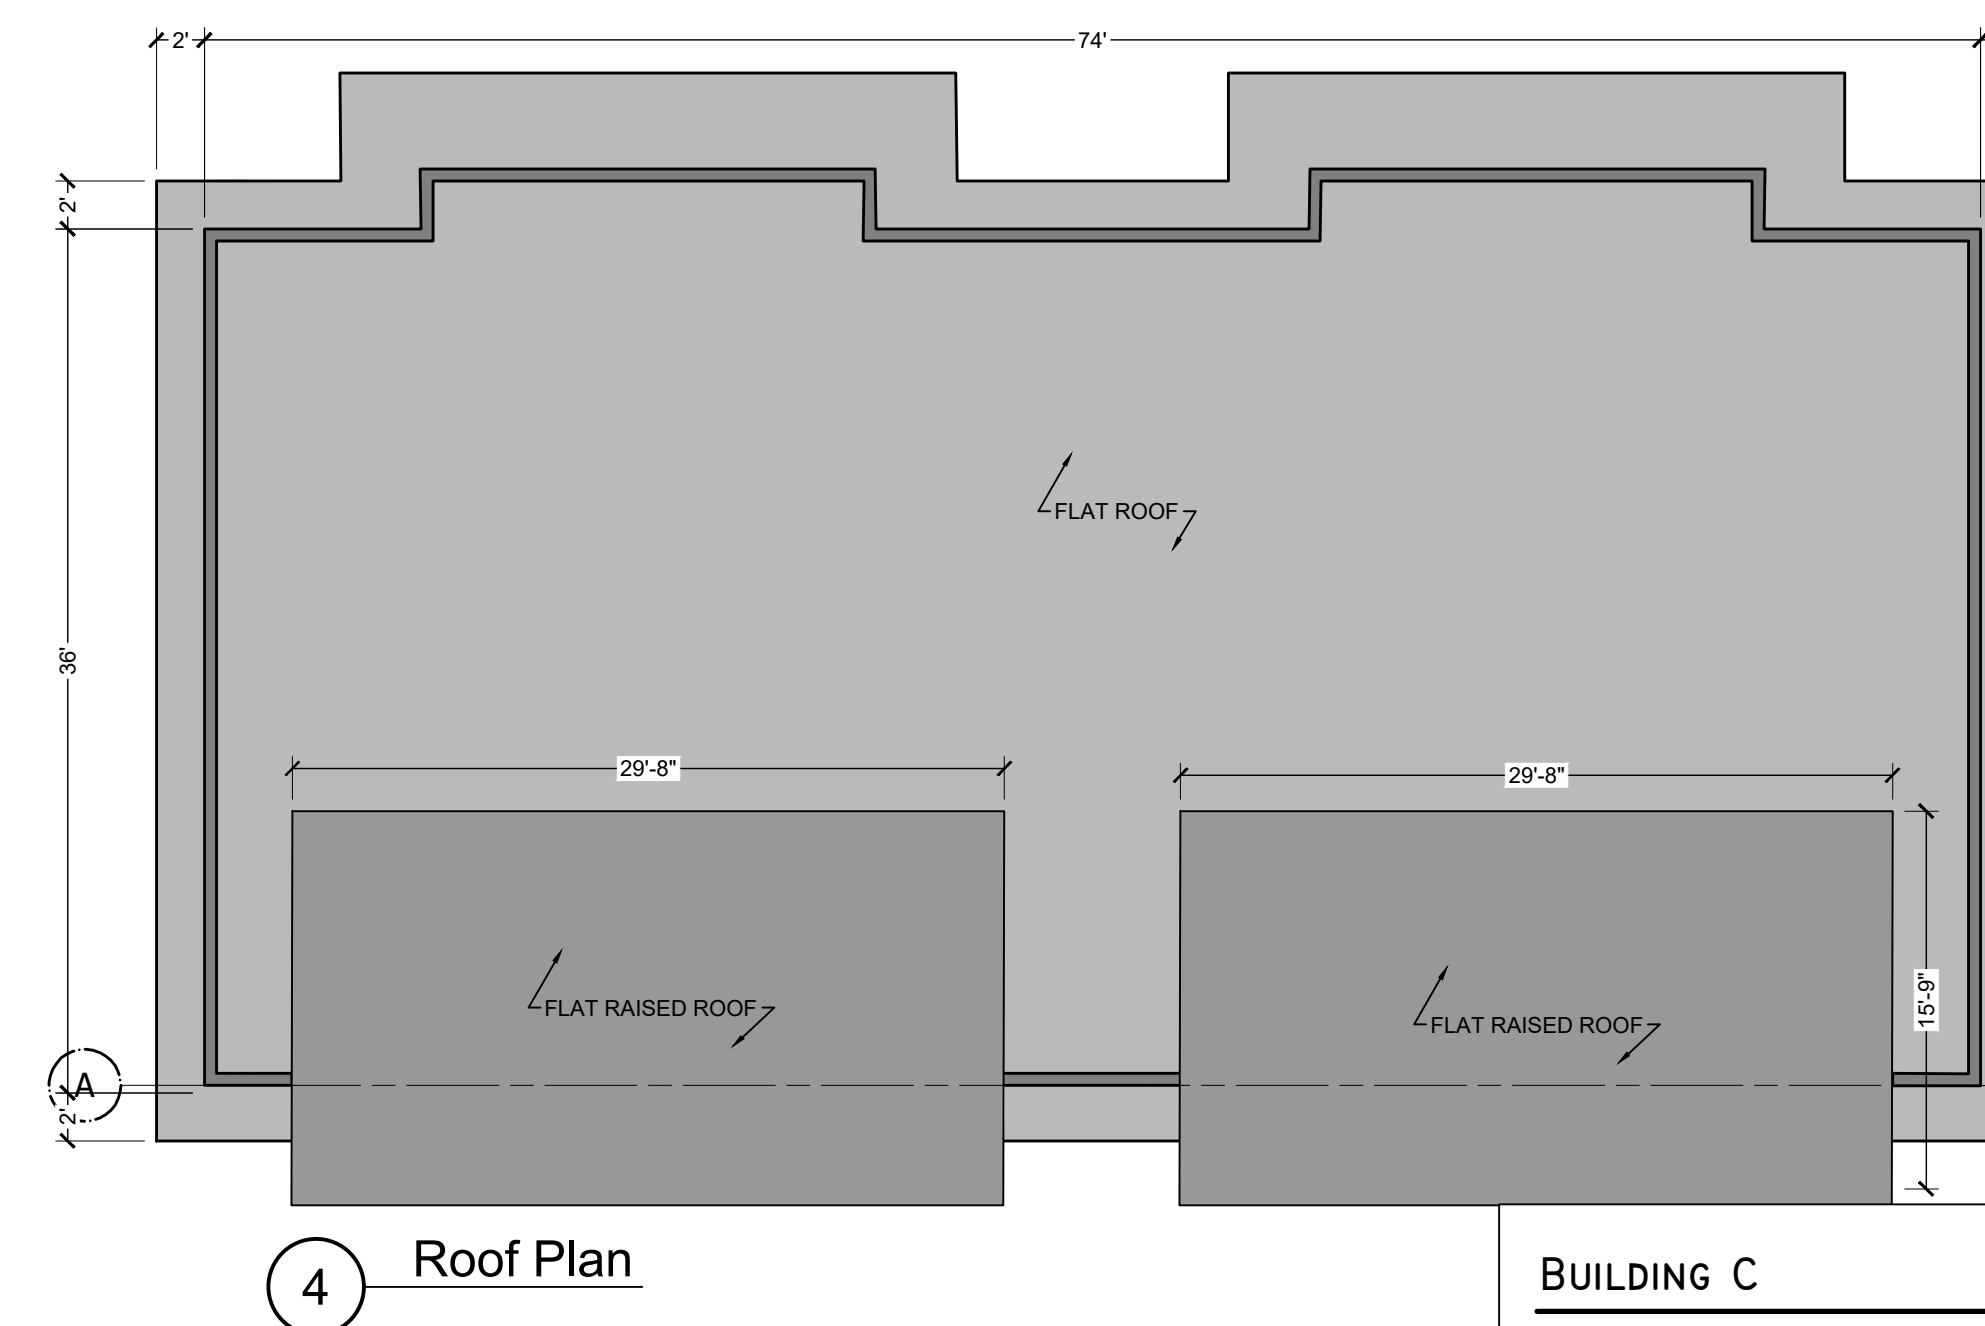 2'
74'
2'
FLAT ROOF
36'
29'-8"
29'-8"
15'-9"
FLAT RAISED ROOF
FLAT RAISED ROOF
A
2'
4
Roof Plan
BUILDING C